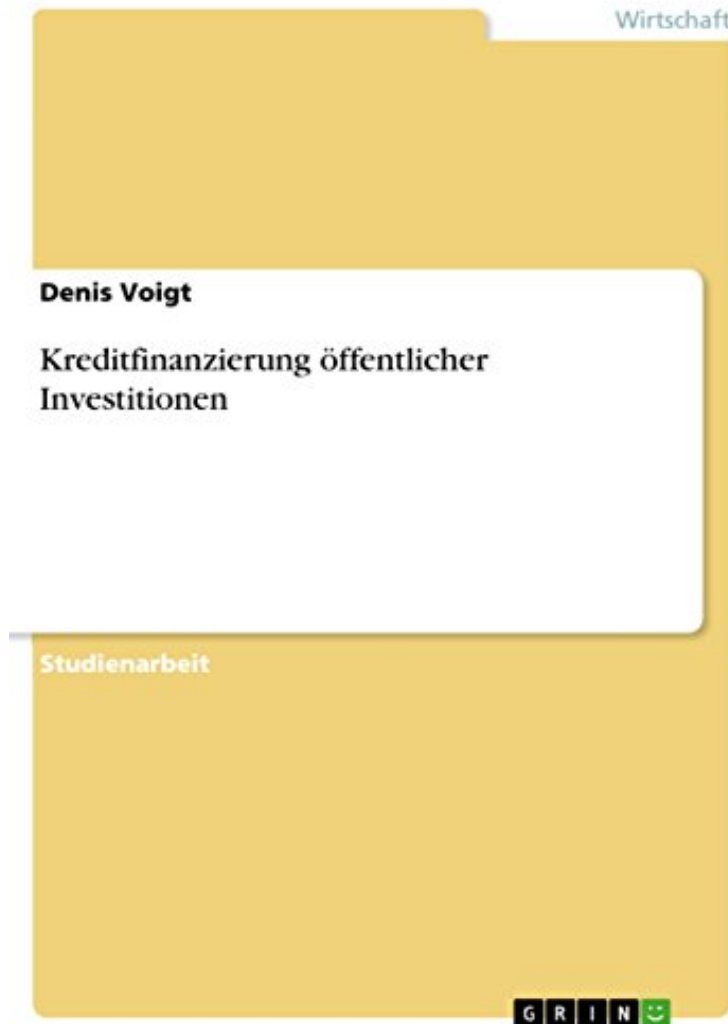 Wirtschaft
Denis Voigt
Kreditfinanzierung öffentlicher
Investitionen
Studienarbeit
GRIN